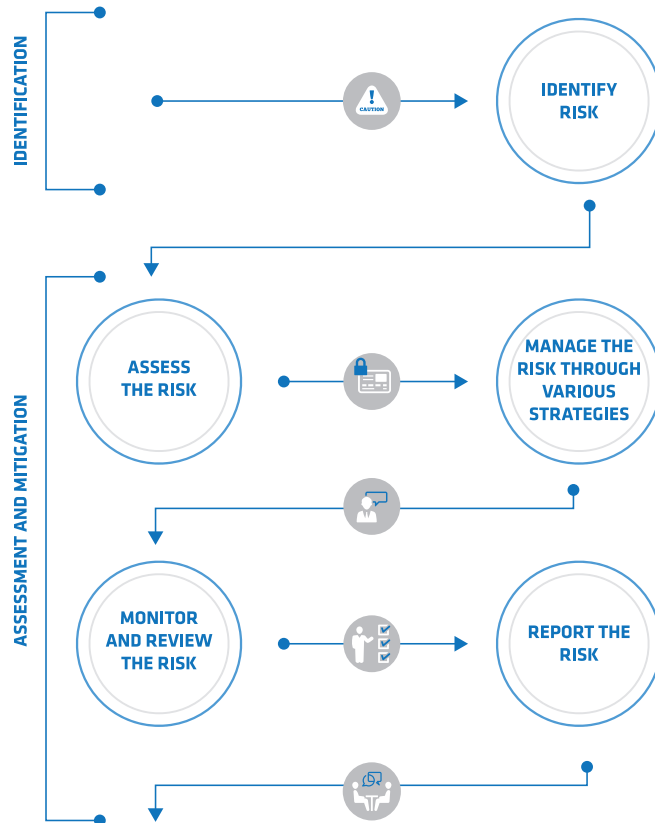 IDENTIFICATION
CAUTION
IDENTIFY
RISK
ASSESSMENT AND MITIGATION
ASSESS
THE RISK
MANAGE THE
RISK THROUGH
VARIOUS
STRATEGIES
MONITOR
AND REVIEW
THE RISK
REPORT THE
RISK